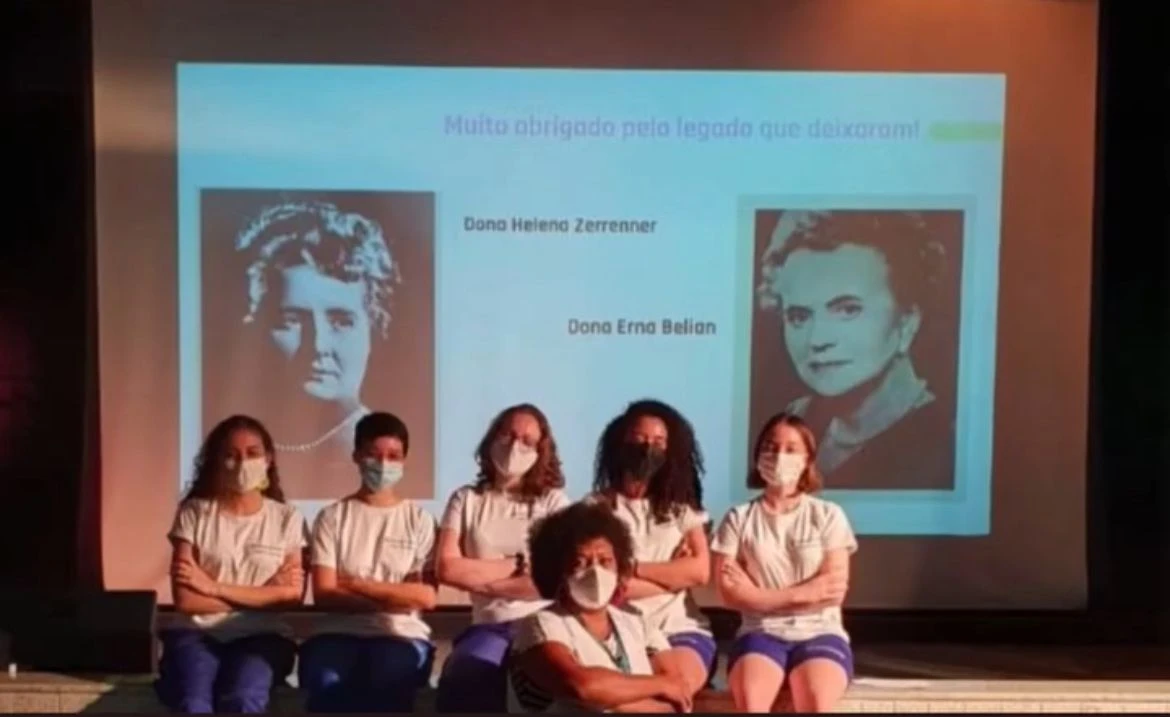 Muito obrigado pelo legado que deixaram!
Dona Helena Zerrenner
Dona Erna Belian